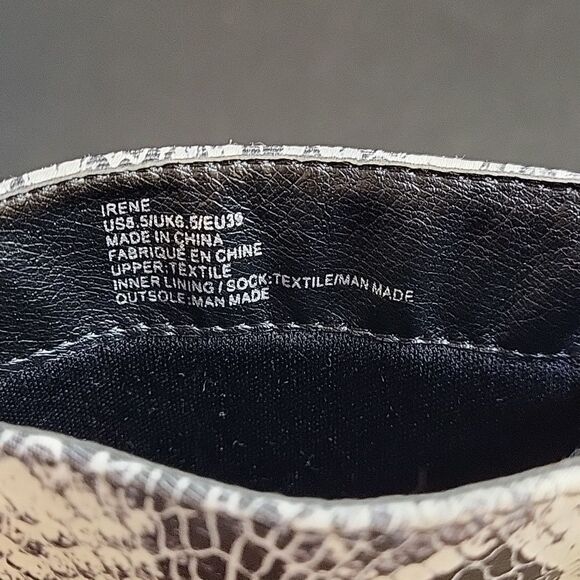 IRENE
US8.5/UK6.5/EU39
MADE IN CHINA
FABRIQUÉ EN CHINE
UPPER:TEXTILE
INNER LINING / SOCK:TEXTILE/MAN MADE
OUTSOLE:MAN MADE